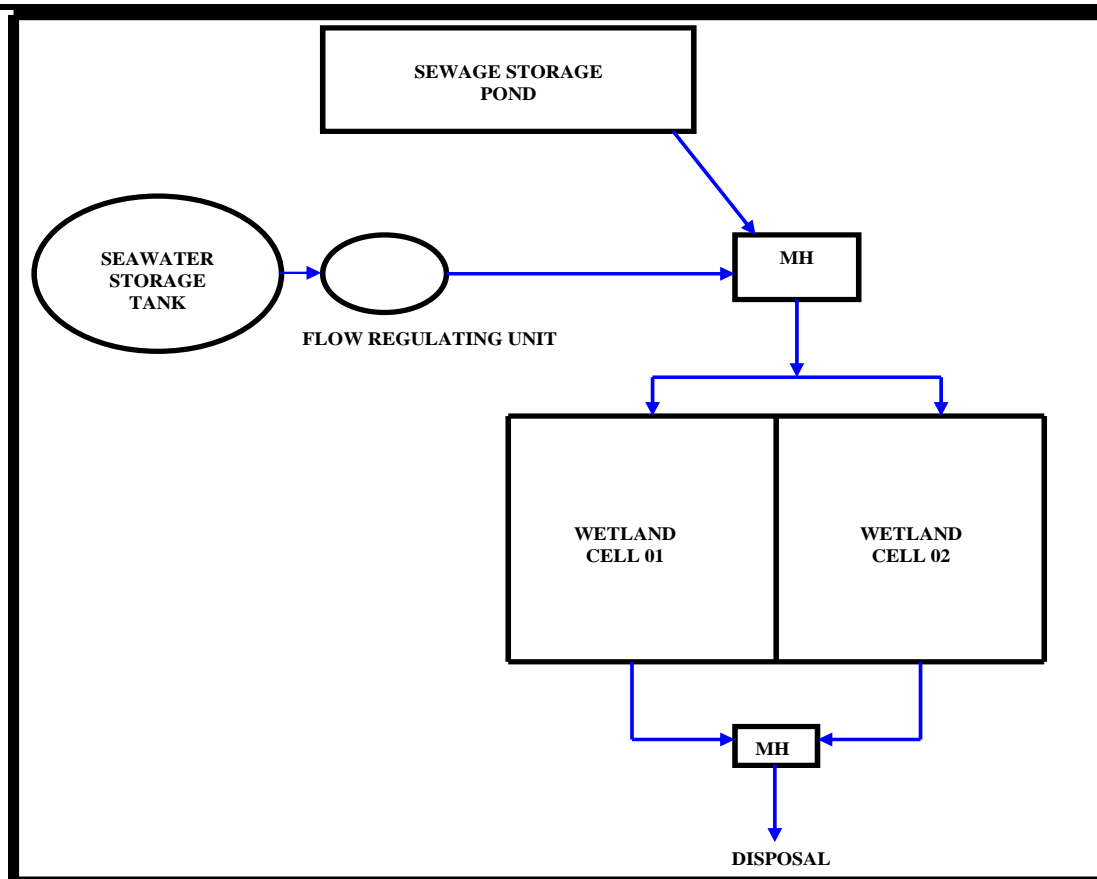 SEWAGE STORAGE
POND
SEAWATER
STORAGE
TANK
MH
FLOW REGULATING UNIT
WETLAND
CELL 01
WETLAND
CELL 02
MH
DISPOSAL